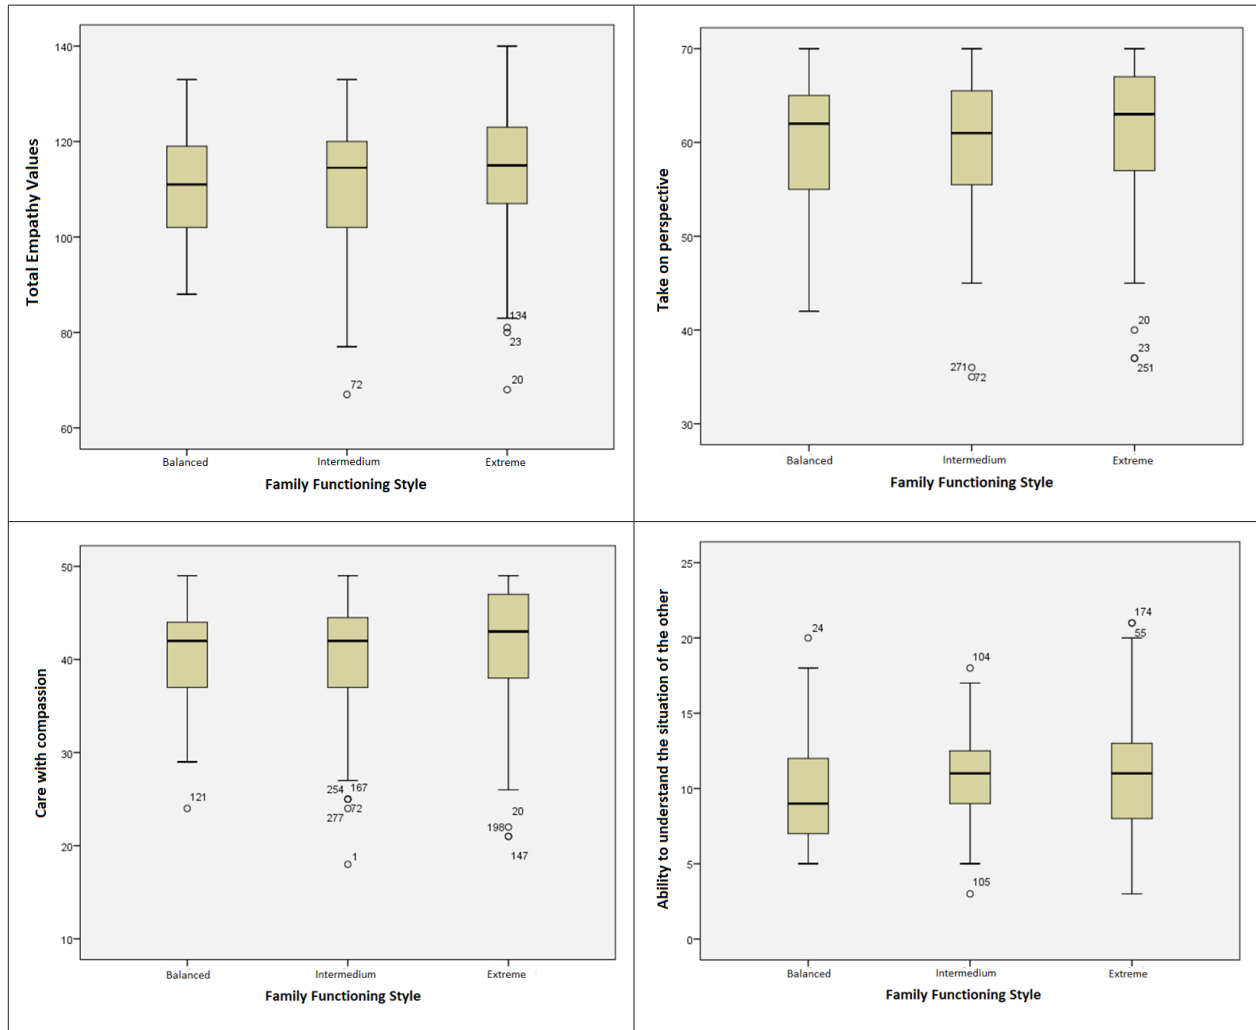 Total Empathy Values
140
120
100
80
60
134
23
20
72
Balanced
Intermedium
Extreme
Family Functioning Style
Take on perspective
70
60
50
40
30
20
23
251
271
72
Balanced
Intermedium
Extreme
Family Functioning Style
Care with compassion
50
40
30
20
10
121
254
167
72
277
1
20
198
147
Balanced
Intermedium
Extreme
Family Functioning Style
Ability to understand the situation of the other
25
20
15
10
5
0
24
104
105
174
55
Balanced
Intermedium
Extreme
Family Functioning Style